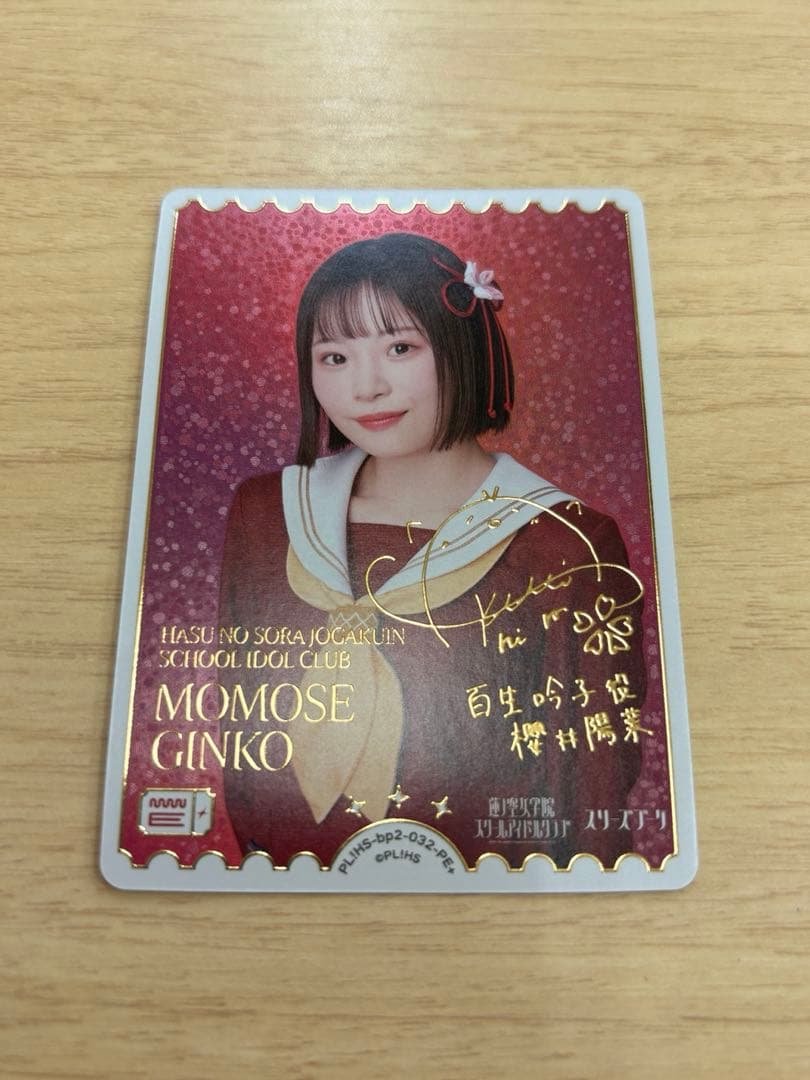 HASU NO SORA JOGAKUIN
SCHOOL IDOL CLUB
MOMOSE
GINKO
百生吟子役
櫻井陽菜
E
蓮ノ空女学院
スクールアイドルクラブ
スリーズブーケ
PL!HS-bp2-032-PE+
©PL!HS